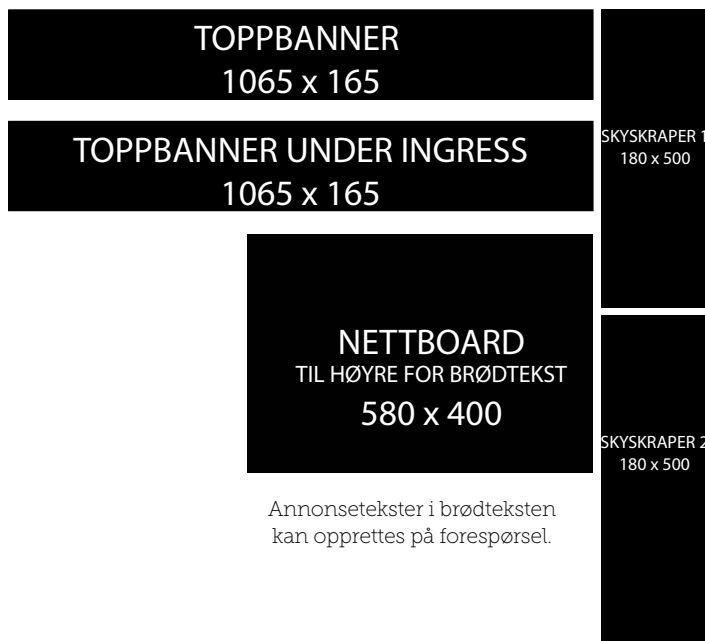 TOPPBANNER
1065 x 165
TOPPBANNER UNDER INGRESS
1065 x 165
SKYSKRAPER 1
180 x 500
NETTBOARD
TIL HØYRE FOR BRØDTEKST
580 x 400
SKYSKRAPER 2
180 x 500
Annonsetekster i brødteksten
kan opprettes på forespørsel.